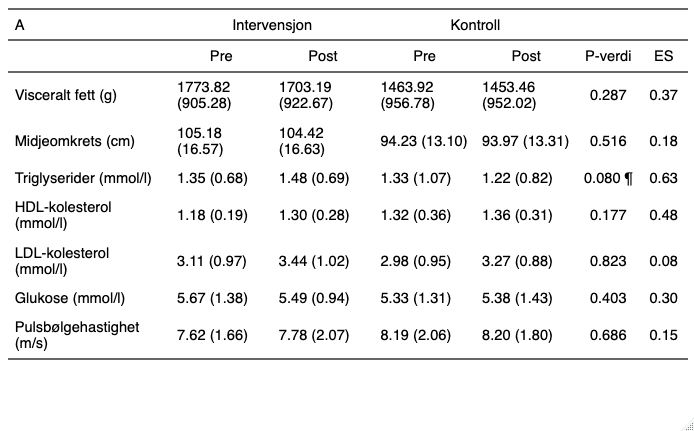 A Intervensjon Kontroll
Pre Post Pre Post P-verdi ES
Visceralt fett (g) 1773.82 (905.28) 1703.19 (922.67) 1463.92 (956.78) 1453.46 (952.02) 0.287 0.37
Midjeomkrets (cm) 105.18 (16.57) 104.42 (16.63) 94.23 (13.10) 93.97 (13.31) 0.516 0.18
Triglyserider (mmol/l) 1.35 (0.68) 1.48 (0.69) 1.33 (1.07) 1.22 (0.82) 0.080 ¶ 0.63
HDL-kolesterol (mmol/l) 1.18 (0.19) 1.30 (0.28) 1.32 (0.36) 1.36 (0.31) 0.177 0.48
LDL-kolesterol (mmol/l) 3.11 (0.97) 3.44 (1.02) 2.98 (0.95) 3.27 (0.88) 0.823 0.08
Glukose (mmol/l) 5.67 (1.38) 5.49 (0.94) 5.33 (1.31) 5.38 (1.43) 0.403 0.30
Pulsbølgehastighet (m/s) 7.62 (1.66) 7.78 (2.07) 8.19 (2.06) 8.20 (1.80) 0.686 0.15